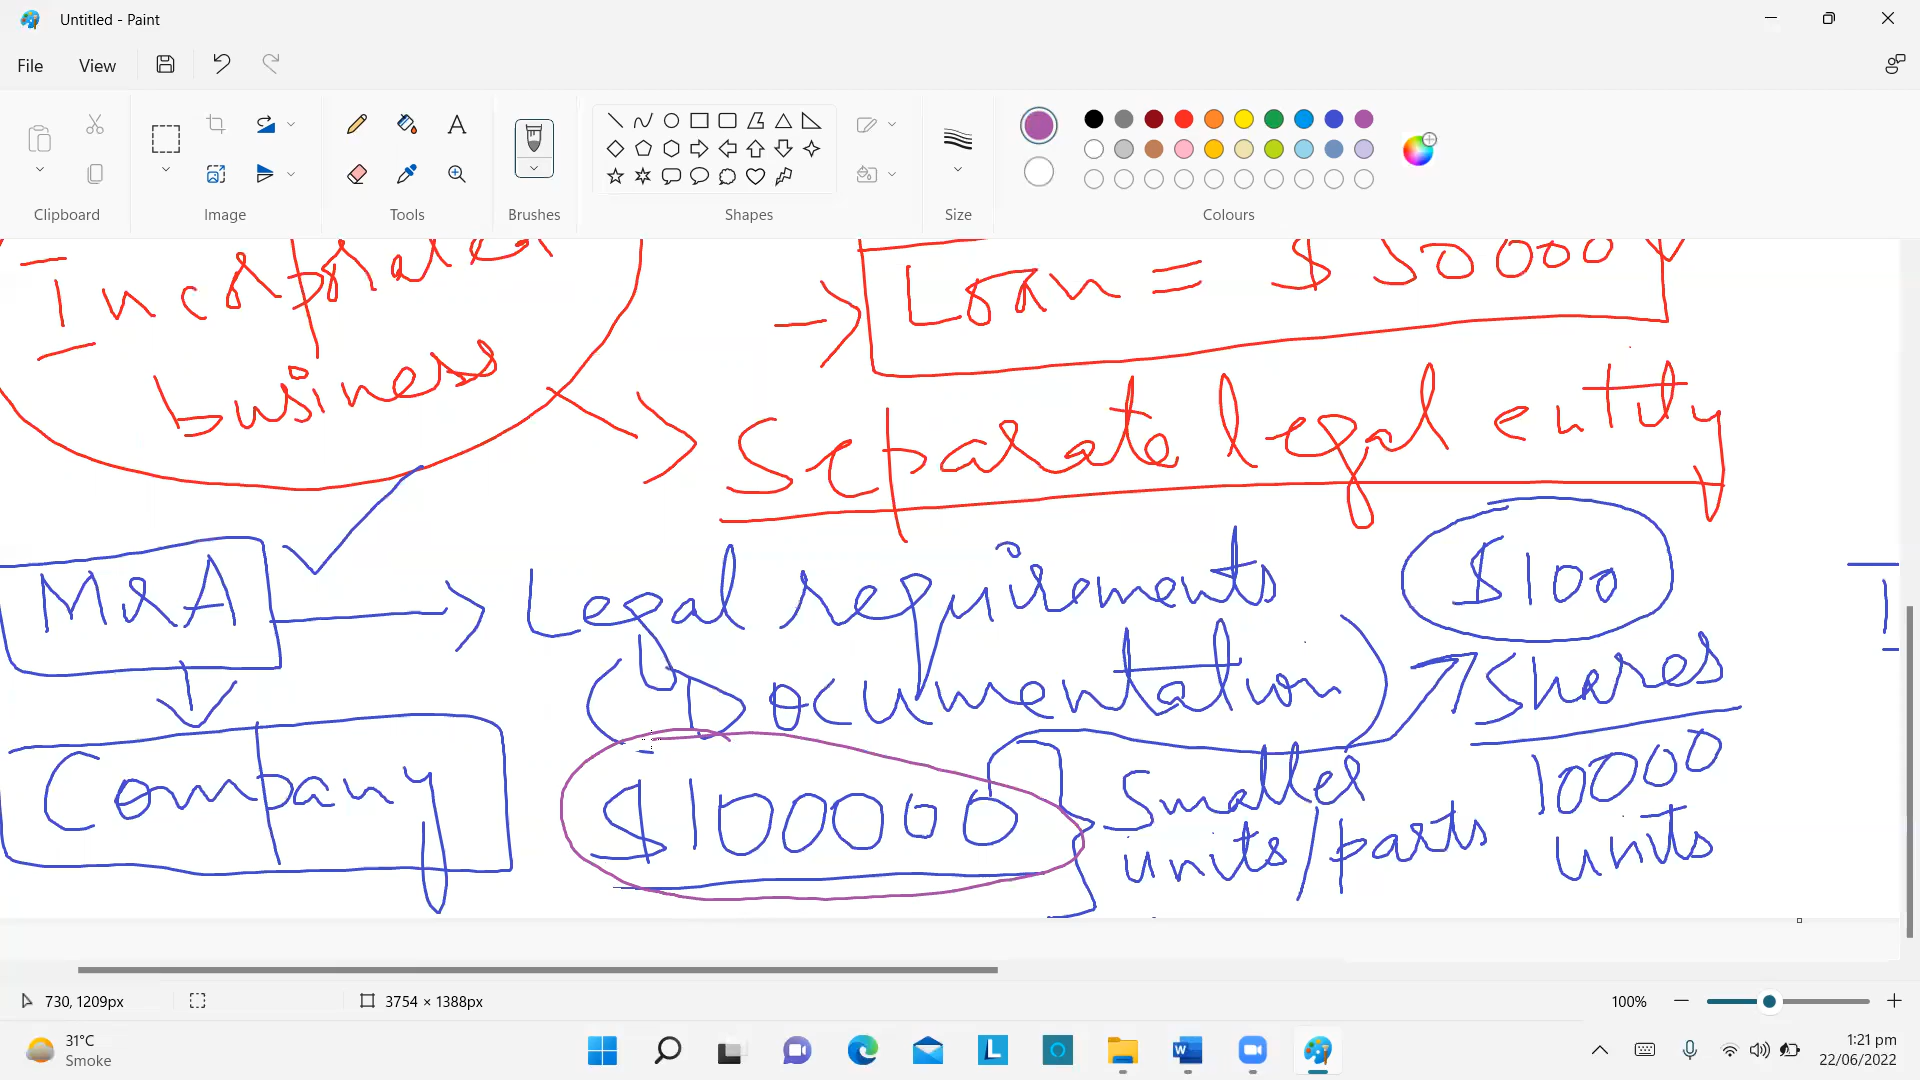 Untitled - Paint
File
View
Clipboard
Image
Tools
Brushes
Shapes
Size
Colours
Incorporated
business
Loan = $50000
Separate legal entity
M&A
Legal requirements
(Documentation)
$100
Shares
10000
units
Company
$100000
Smaller
units/parts
730, 1209px
3754 × 1388px
100%
31°C
Smoke
1:21 pm
22/06/2022